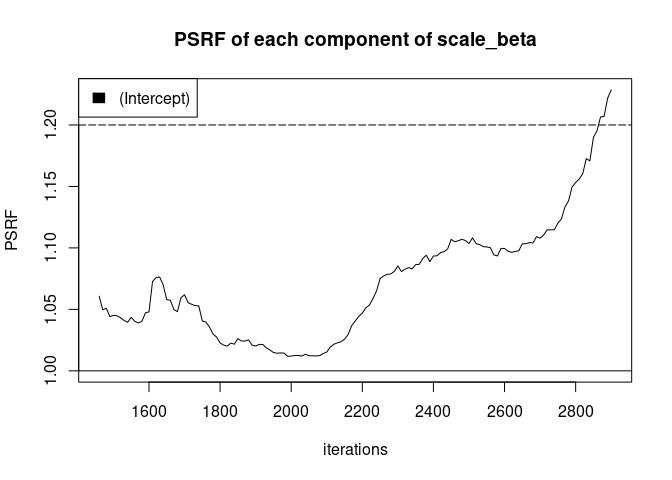 PSRF of each component of scale_beta
(Intercept)
1.20
1.15
1.10
1.05
1.00
PSRF
1600 1800 2000 2200 2400 2600 2800
iterations